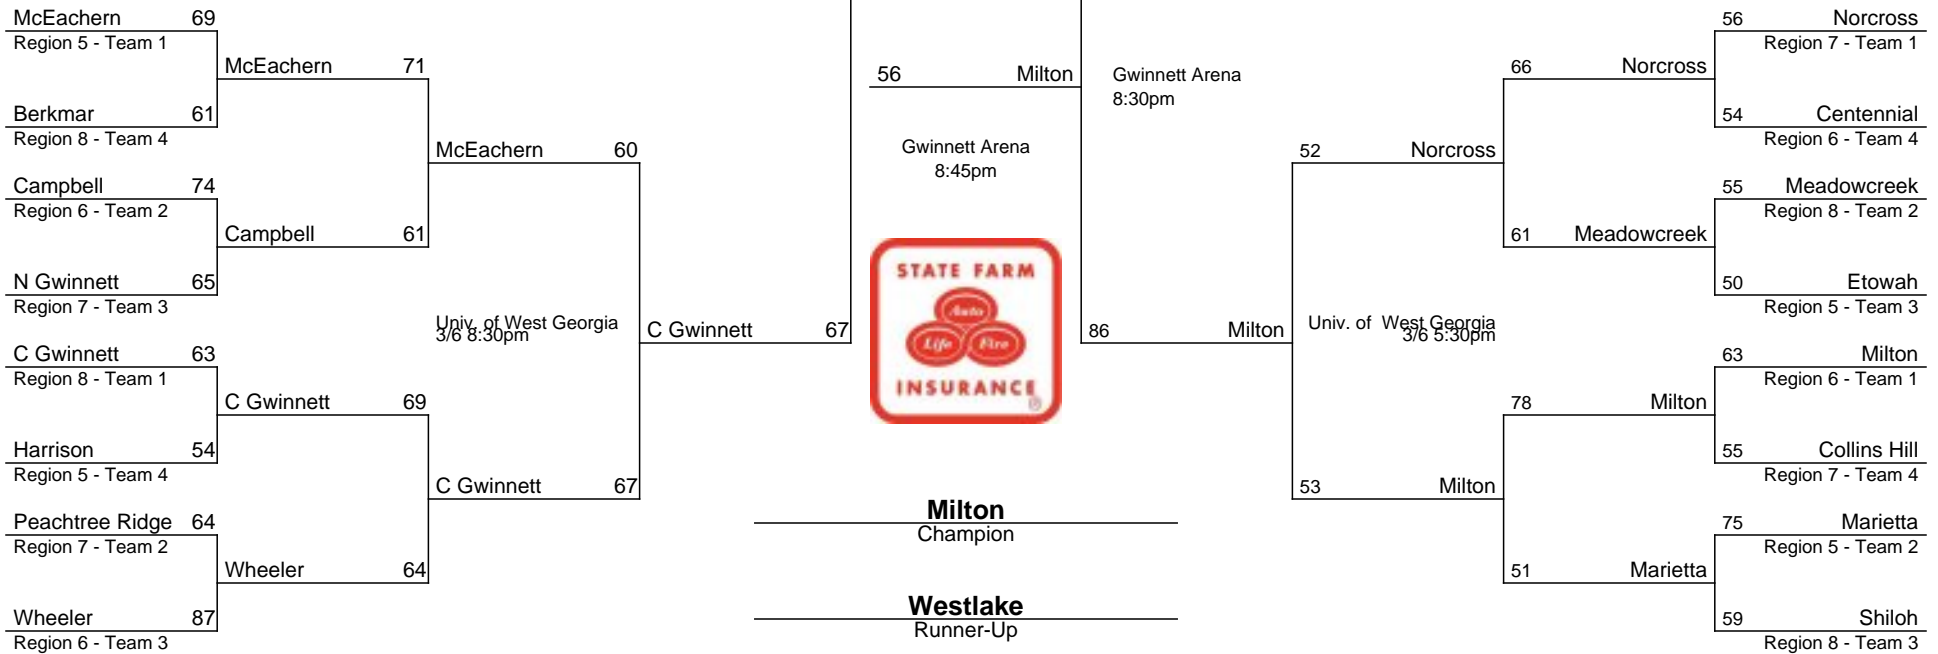 McEachern 69
Region 5 - Team 1
Berkmar 61
Region 8 - Team 4
Campbell 74
Region 6 - Team 2
N Gwinnett 65
Region 7 - Team 3
C Gwinnett 63
Region 8 - Team 1
Harrison 54
Region 5 - Team 4
Peachtree Ridge 64
Region 7 - Team 2
Wheeler 87
Region 6 - Team 3
McEachern 71
Campbell 61
C Gwinnett 69
Wheeler 64
McEachern 60
Univ. of West Georgia
3/6 8:30pm
C Gwinnett 67
C Gwinnett 67
56 Milton
Gwinnett Arena
8:45pm
STATE FARM
Auto
Life Fire
INSURANCE
®
Milton
Champion
Westlake
Runner-Up
Gwinnett Arena
8:30pm
86 Milton
52 Norcross
Univ. of West Georgia
3/6 5:30pm
53 Milton
66 Norcross
61 Meadowcreek
78 Milton
51 Marietta
56 Norcross
Region 7 - Team 1
54 Centennial
Region 6 - Team 4
55 Meadowcreek
Region 8 - Team 2
50 Etowah
Region 5 - Team 3
63 Milton
Region 6 - Team 1
55 Collins Hill
Region 7 - Team 4
75 Marietta
Region 5 - Team 2
59 Shiloh
Region 8 - Team 3